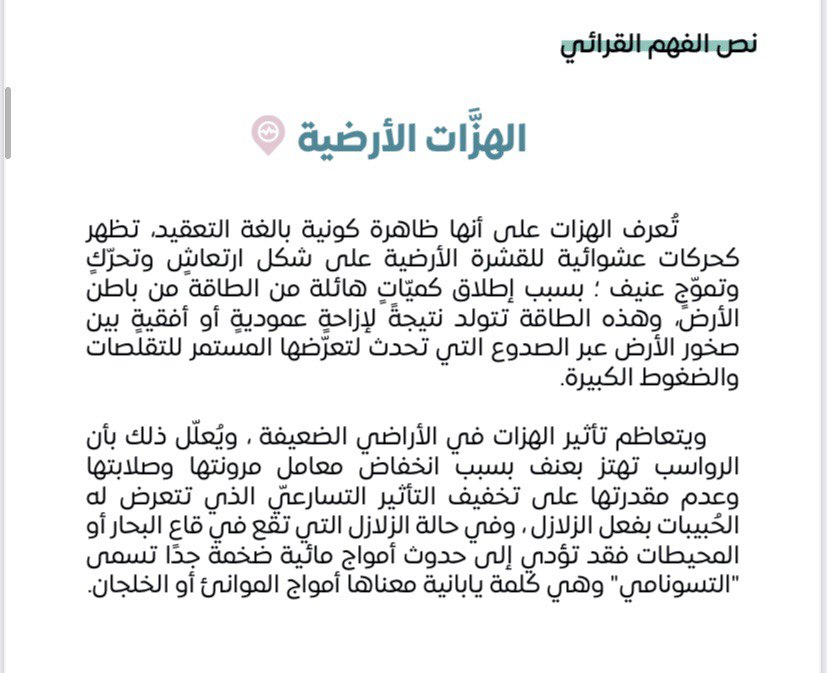 نص الفهم القرائي
الهزَّات الأرضية
تُعرف الهزات على أنها ظاهرة كونية بالغة التعقيد، تظهر
كحركات عشوائية للقشرة الأرضية على شكل ارتعاشٍ وتحرّكٍ
وتموّجٍ عنيف ؛ بسبب إطلاق كميّاتٍ هائلة من الطاقة من باطن
الأرض، وهذه الطاقة تتولد نتيجةً لإزاحةٍ عموديةٍ أو أفقيةٍ بين
صخور الأرض عبر الصدوع التي تحدث لتعرّضها المستمر للتقلصات
والضغوط الكبيرة.
ويتعاظم تأثير الهزات في الأراضي الضعيفة ، ويُعلّل ذلك بأن
الرواسب تهتز بعنف بسبب انخفاض معامل مرونتها وصلابتها
وعدم مقدرتها على تخفيف التأثير التسارعيّ الذي تتعرض له
الحُبيبات بفعل الزلازل ، وفي حالة الزلازل التي تقع في قاع البحار أو
المحيطات فقد تؤدي إلى حدوث أمواج مائية ضخمة جدًا تسمى
"التسونامي" وهي كلمة يابانية معناها أمواج الموانئ أو الخلجان.